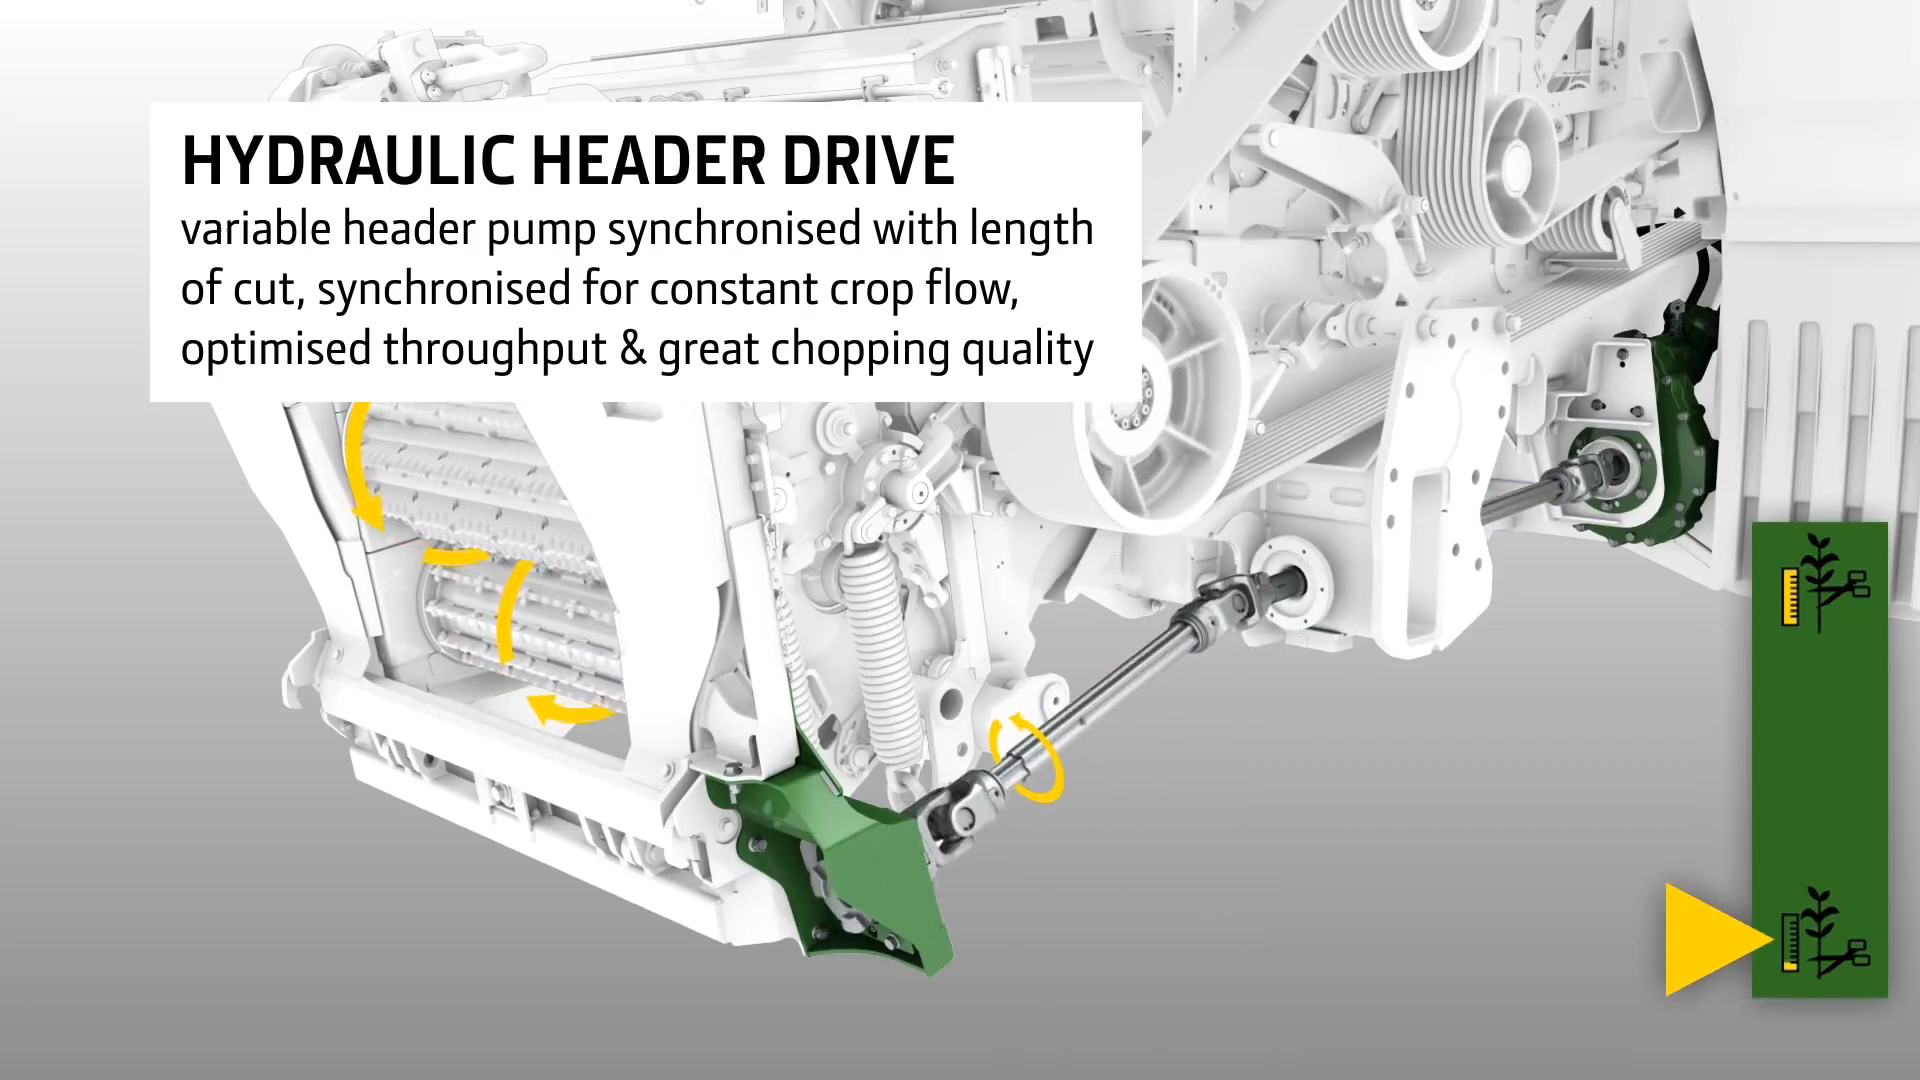 HYDRAULIC HEADER DRIVE
variable header pump synchronised with length
of cut, synchronised for constant crop flow,
optimised throughput & great chopping quality